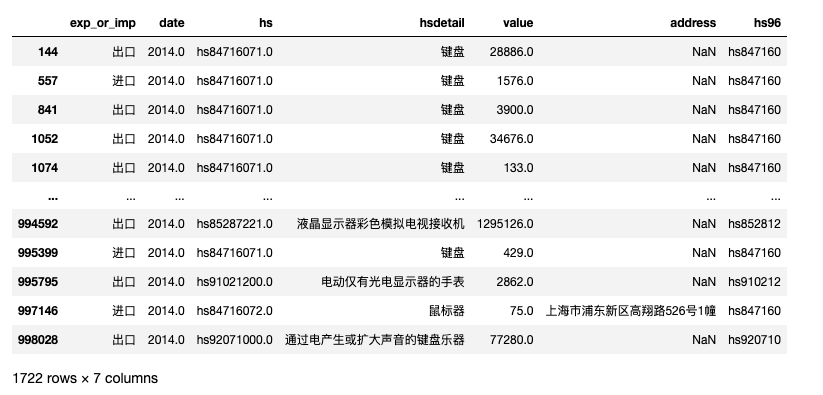 exp_or_imp date hs hsdetail value address hs96
144 出口 2014.0 hs84716071.0 键盘 28886.0 NaN hs847160
557 进口 2014.0 hs84716071.0 键盘 1576.0 NaN hs847160
841 出口 2014.0 hs84716071.0 键盘 3900.0 NaN hs847160
1052 出口 2014.0 hs84716071.0 键盘 34676.0 NaN hs847160
1074 出口 2014.0 hs84716071.0 键盘 133.0 NaN hs847160
... ... ... ... ... ... ... ...
994592 出口 2014.0 hs85287221.0 液晶显示器彩色模拟电视接收机 1295126.0 NaN hs852812
995399 进口 2014.0 hs84716071.0 键盘 429.0 NaN hs847160
995795 出口 2014.0 hs91021200.0 电动仅有光电显示器的手表 2862.0 NaN hs910212
997146 进口 2014.0 hs84716072.0 鼠标器 75.0 上海市浦东新区高翔路526号1幢 hs847160
998028 出口 2014.0 hs92071000.0 通过电产生或扩大声音的键盘乐器 77280.0 NaN hs920710
1722 rows × 7 columns